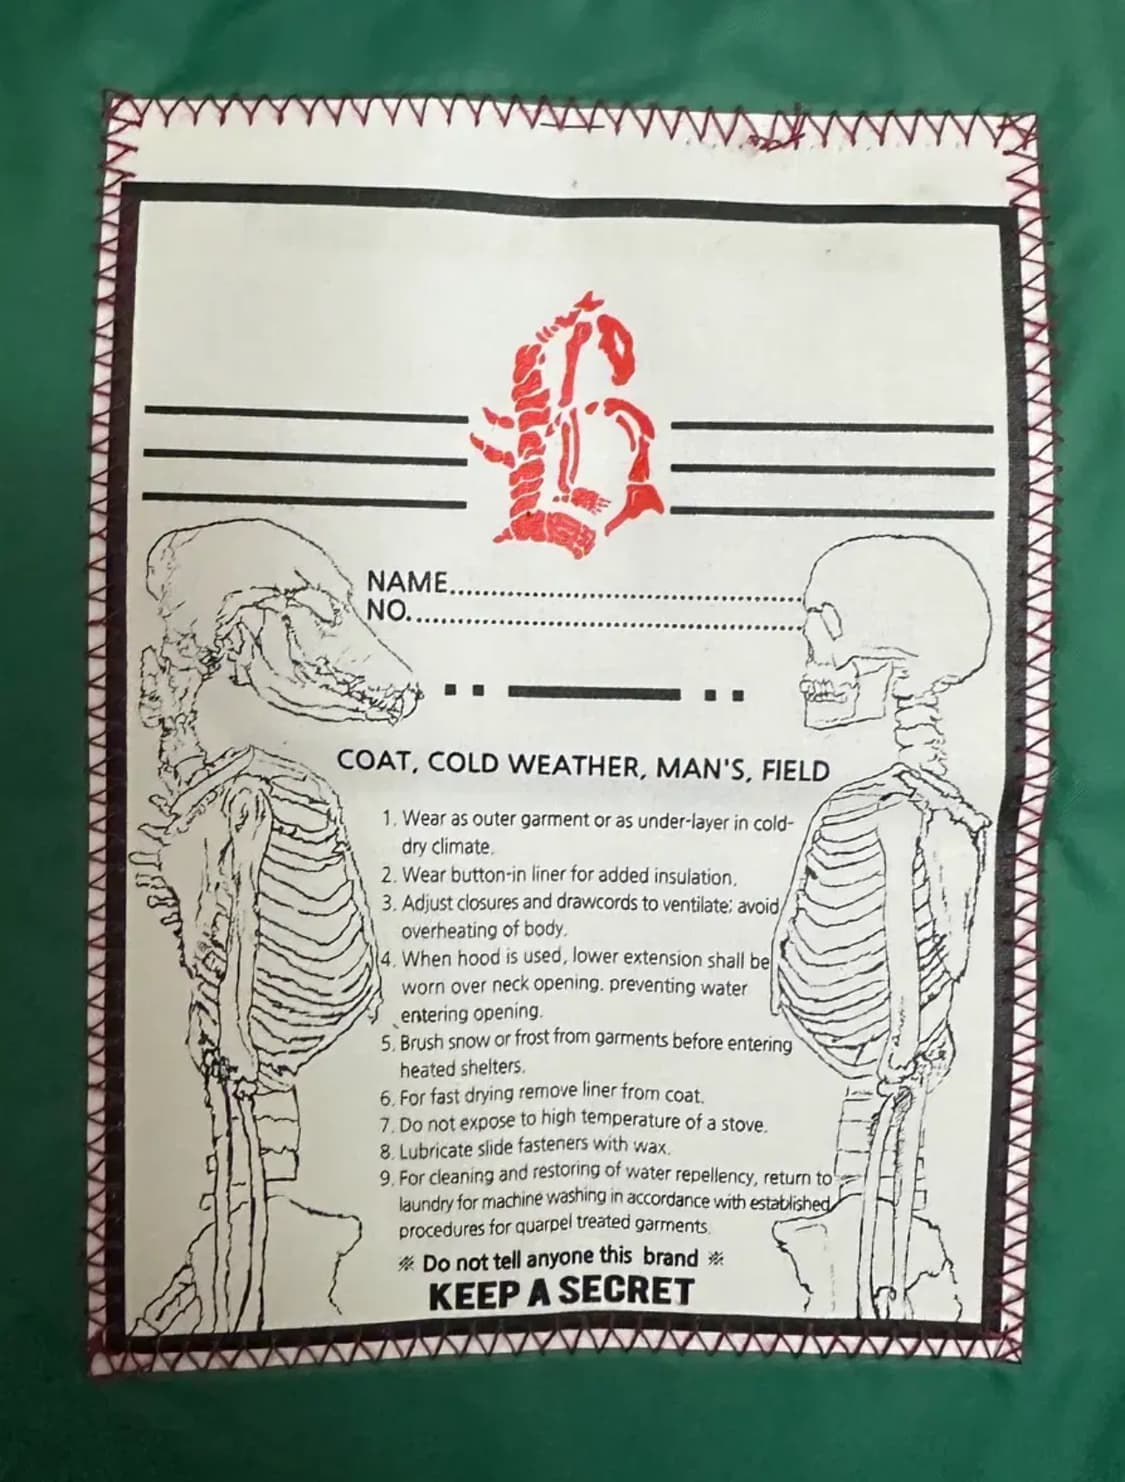 NAME
NO.
COAT, COLD WEATHER, MAN'S, FIELD
1. Wear as outer garment or as under-layer in cold-
dry climate.
2. Wear button-in liner for added insulation.
3. Adjust closures and drawcords to ventilate; avoid
overheating of body.
4. When hood is used, lower extension shall be
worn over neck opening, preventing water
entering opening.
5. Brush snow or frost from garments before entering
heated shelters.
6. For fast drying remove liner from coat.
7. Do not expose to high temperature of a stove.
8. Lubricate slide fasteners with wax.
9. For cleaning and restoring of water repellency, return to
laundry for machine washing in accordance with established
procedures for quarpel treated garments.
※ Do not tell anyone this brand ※
KEEP A SECRET